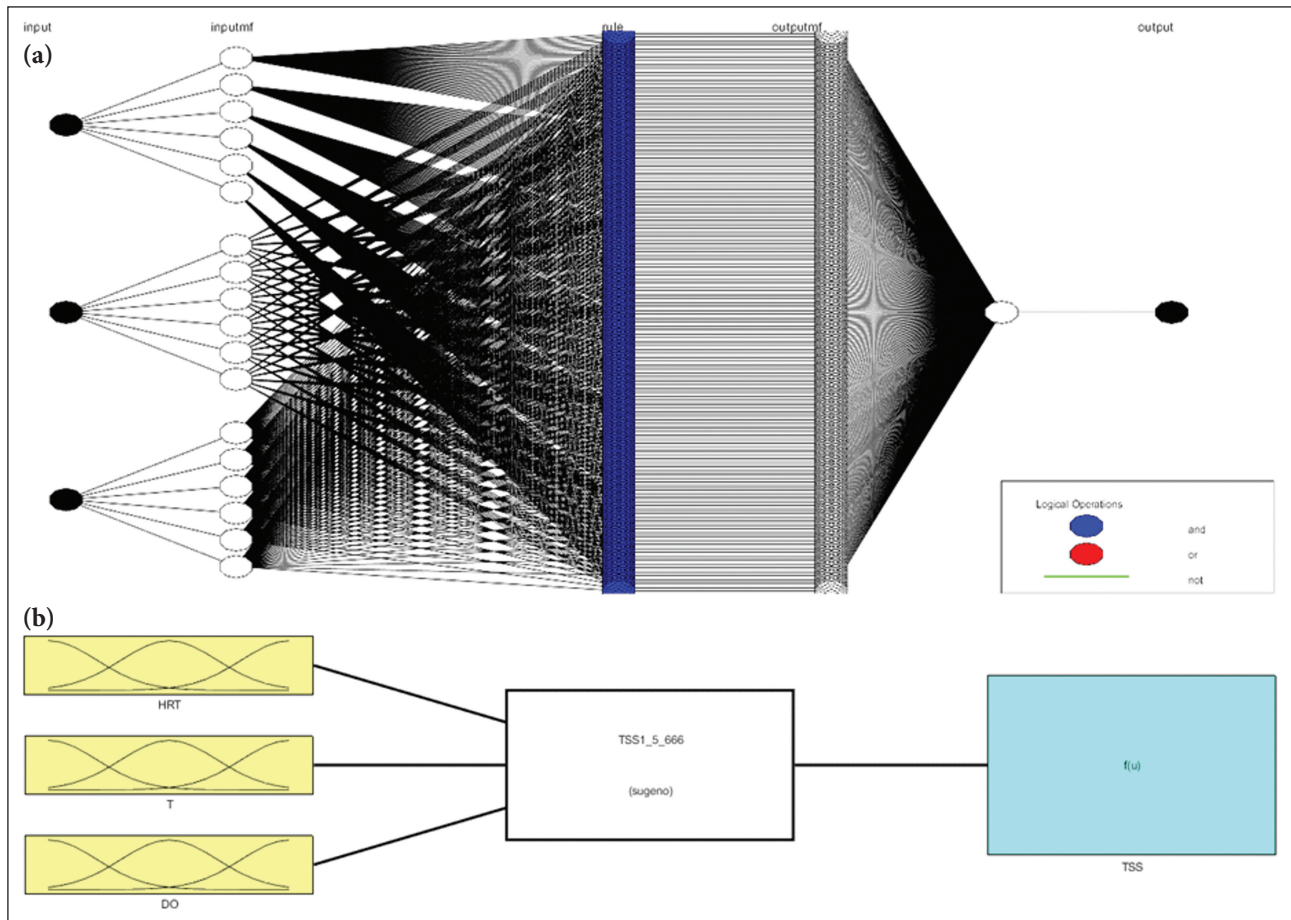 input inputmf rule outputmf output
(a)
Logical Operations
and
or
not
(b)
HRT
T
DO
TSS1_5_666
(sugeno)
f(u)
TSS